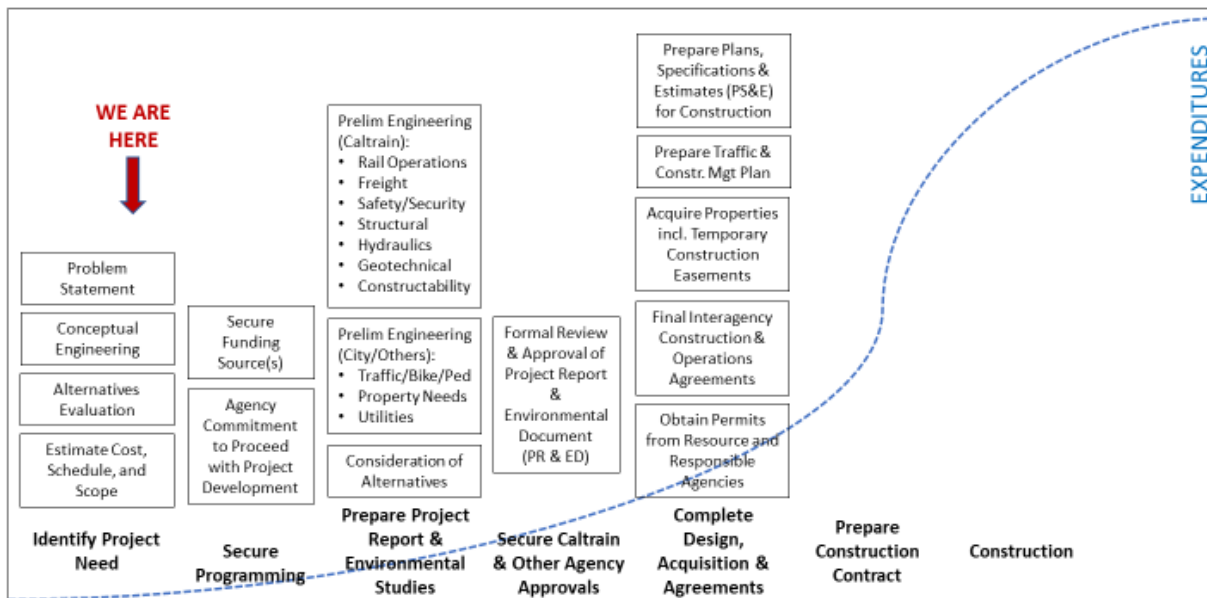 WE ARE
HERE
Problem
Statement
Conceptual
Engineering
Alternatives
Evaluation
Estimate Cost,
Schedule, and
Scope
Identify Project
Need
Secure
Funding
Source(s)
Agency
Commitment
to Proceed
with Project
Development
Secure
Programming
Prelim Engineering
(Caltrain):
• Rail Operations
• Freight
• Safety/Security
• Structural
• Hydraulics
• Geotechnical
• Constructability
Prelim Engineering
(City/Others):
• Traffic/Bike/Ped
• Property Needs
• Utilities
Consideration of
Alternatives
Prepare Project
Report &
Environmental
Studies
Formal Review
& Approval of
Project Report
&
Environmental
Document
(PR & ED)
Secure Caltrain
& Other Agency
Approvals
Prepare Plans,
Specifications &
Estimates (PS&E)
for Construction
Prepare Traffic &
Constr. Mgt Plan
Acquire Properties
incl. Temporary
Construction
Easements
Final Interagency
Construction &
Operations
Agreements
Obtain Permits
from Resource and
Responsible
Agencies
Complete
Design,
Acquisition &
Agreements
Prepare
Construction
Contract
Construction
EXPENDITURES